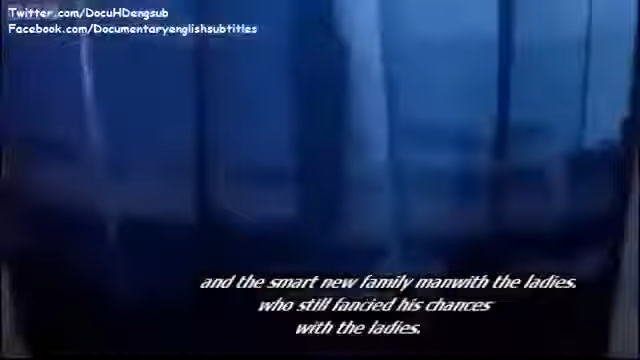 Twitter.com/DocuHDengsub
Facebook.com/Documentaryenglishsubtitles
and the smart new family manwith the ladies.
who still fancied his chances
with the ladies.